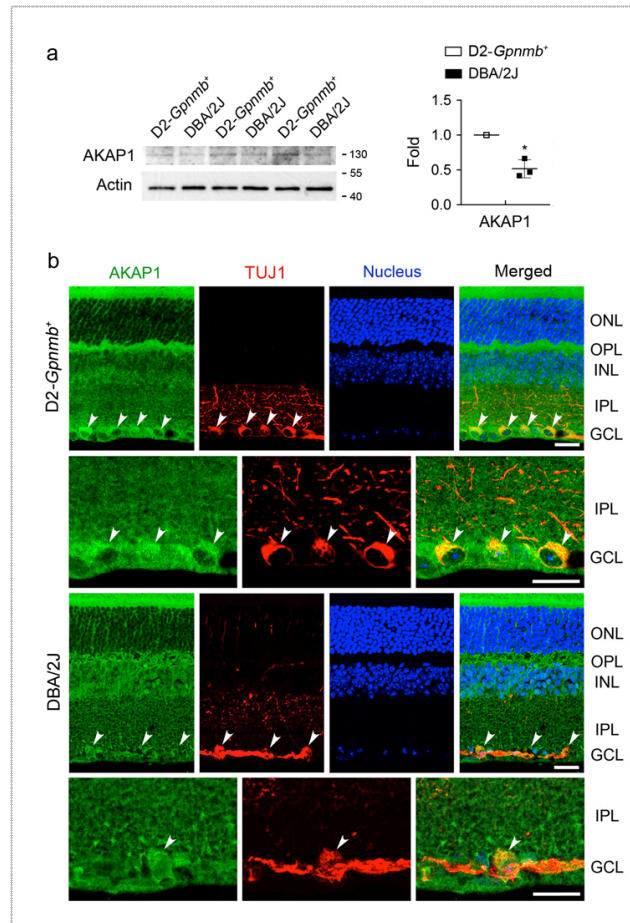 a
D2-Gpnmb⁺
DBA/2J
D2-Gpnmb⁺
DBA/2J
D2-Gpnmb⁺
DBA/2J
AKAP1
- 130
- 55
Actin
- 40
D2-Gpnmb⁺
DBA/2J
Fold
1.5
1.0
0.5
0.0
*
AKAP1
b
AKAP1 TUJ1 Nucleus Merged
D2-Gpnmb⁺
ONL
OPL
INL
IPL
GCL
IPL
GCL
DBA/2J
ONL
OPL
INL
IPL
GCL
IPL
GCL